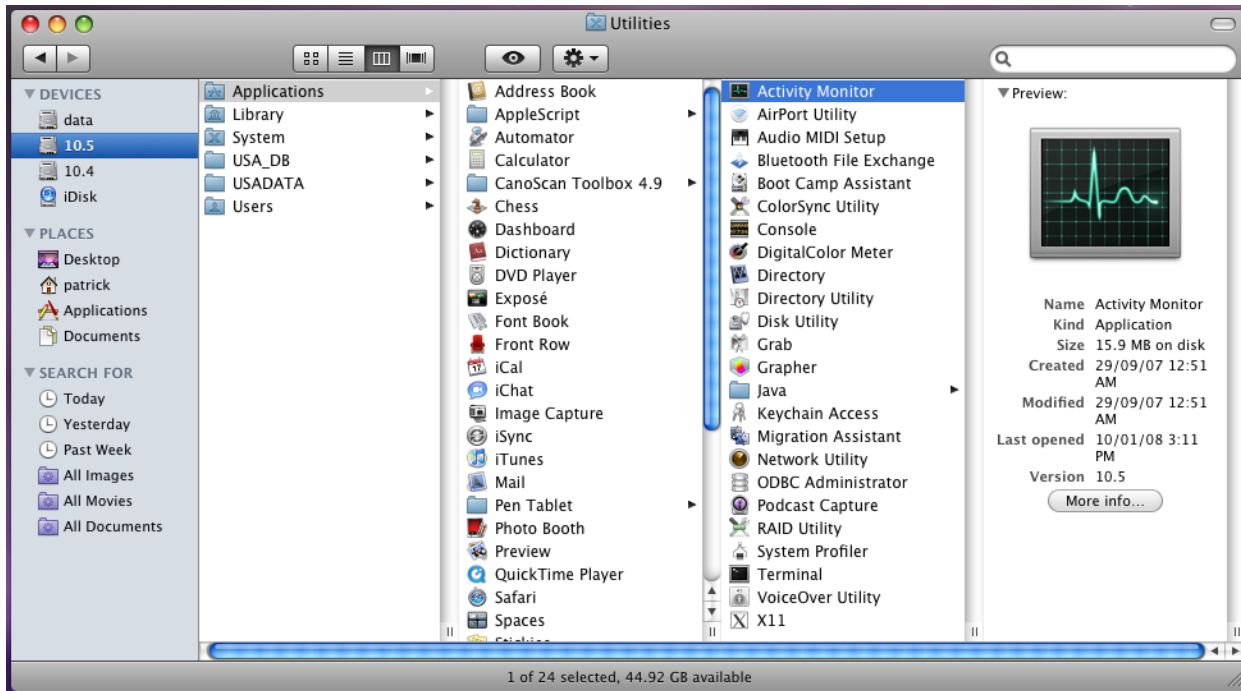 Utilities
DEVICES
data
10.5
10.4
iDisk
PLACES
Desktop
patrick
Applications
Documents
SEARCH FOR
Today
Yesterday
Past Week
All Images
All Movies
All Documents
Applications
Library
System
USA_DB
USADATA
Users
Address Book
AppleScript
Automator
Calculator
CanoScan Toolbox 4.9
Chess
Dashboard
Dictionary
DVD Player
Exposé
Font Book
Front Row
iCal
iChat
Image Capture
iSync
iTunes
Mail
Pen Tablet
Photo Booth
Preview
QuickTime Player
Safari
Spaces
Activity Monitor
AirPort Utility
Audio MIDI Setup
Bluetooth File Exchange
Boot Camp Assistant
ColorSync Utility
Console
DigitalColor Meter
Directory
Directory Utility
Disk Utility
Grab
Grapher
Java
Keychain Access
Migration Assistant
Network Utility
ODBC Administrator
Podcast Capture
RAID Utility
System Profiler
Terminal
VoiceOver Utility
X11
Preview:
Name Activity Monitor
Kind Application
Size 15.9 MB on disk
Created 29/09/07 12:51
AM
Modified 29/09/07 12:51
AM
Last opened 10/01/08 3:11
PM
Version 10.5
More info...
1 of 24 selected, 44.92 GB available